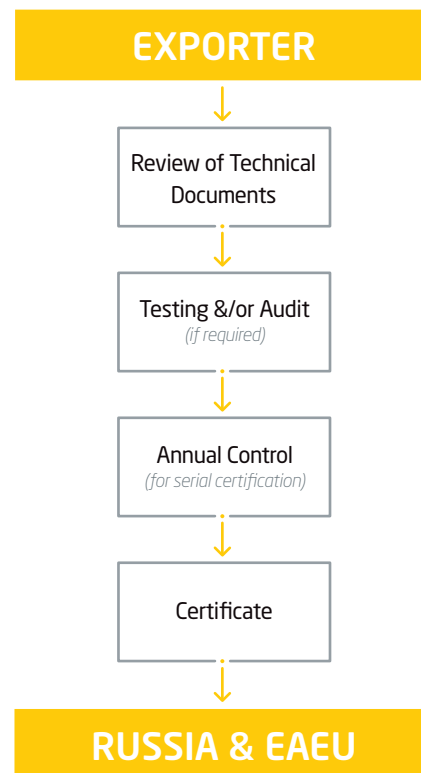 EXPORTER
Review of Technical
Documents
Testing &/or Audit
(if required)
Annual Control
(for serial certification)
Certificate
RUSSIA & EAEU